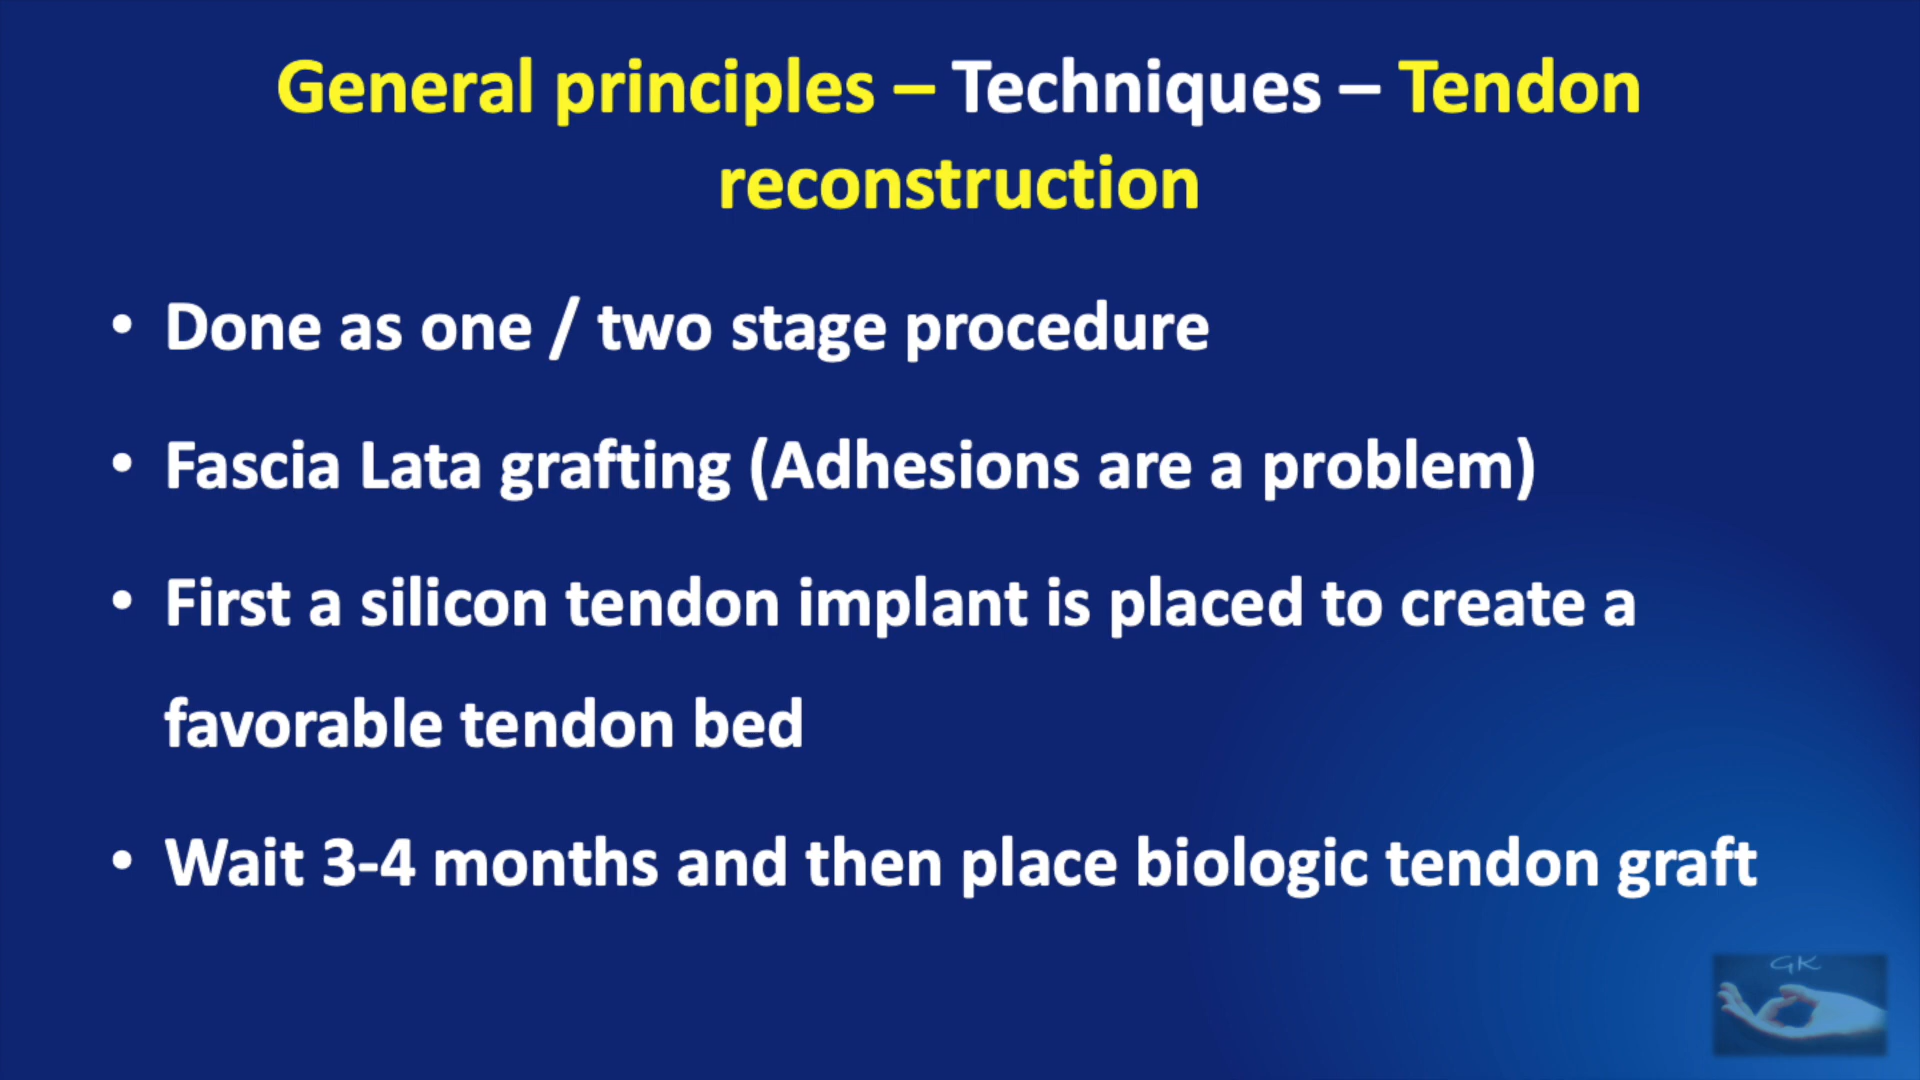 General principles – Techniques – Tendon
reconstruction
• Done as one / two stage procedure
• Fascia Lata grafting (Adhesions are a problem)
• First a silicon tendon implant is placed to create a
favorable tendon bed
• Wait 3-4 months and then place biologic tendon graft
GK